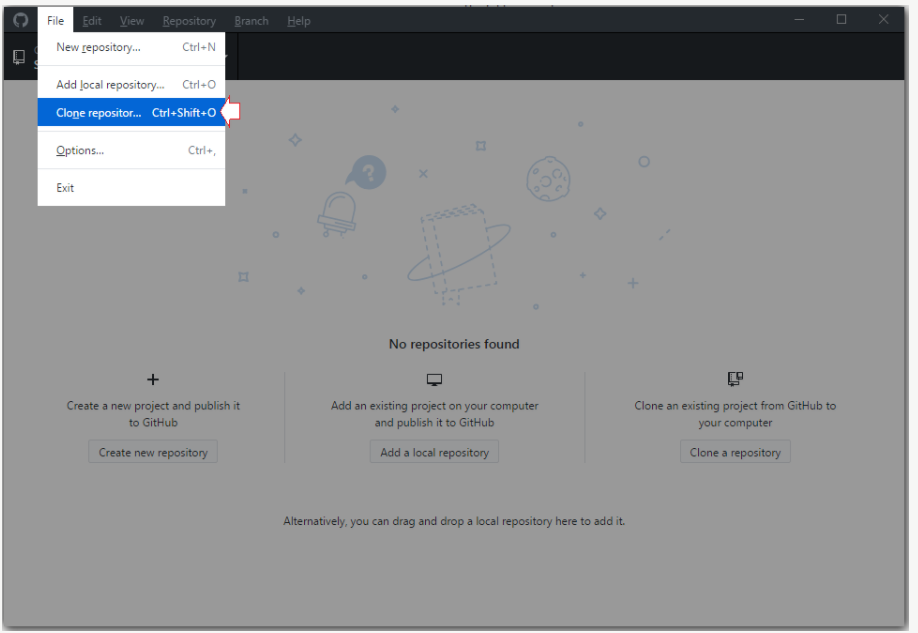 File Edit View Repository Branch Help
New repository... Ctrl+N
Add local repository... Ctrl+O
Clone repositor... Ctrl+Shift+O
Options... Ctrl+,
Exit
?
No repositories found
Create a new project and publish it
to GitHub
Create new repository
Add an existing project on your computer
and publish it to GitHub
Add a local repository
Clone an existing project from GitHub to
your computer
Clone a repository
Alternatively, you can drag and drop a local repository here to add it.